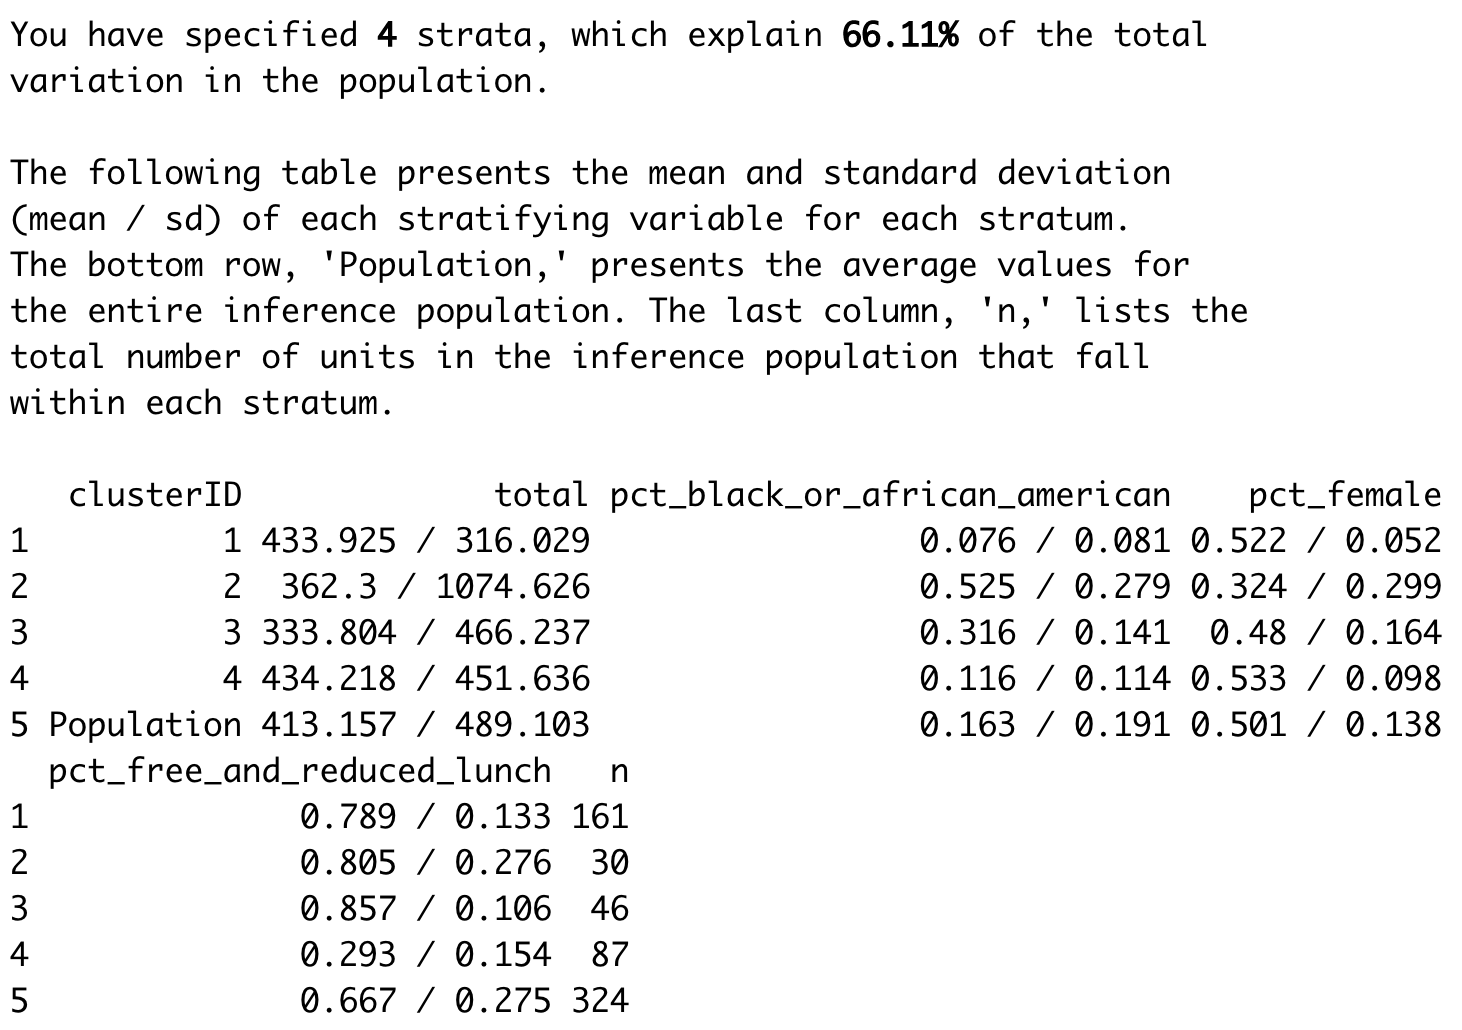 You have specified 4 strata, which explain 66.11% of the total
variation in the population.

The following table presents the mean and standard deviation
(mean / sd) of each stratifying variable for each stratum.
The bottom row, 'Population,' presents the average values for
the entire inference population. The last column, 'n,' lists the
total number of units in the inference population that fall
within each stratum.

   clusterID             total pct_black_or_african_american    pct_female
1          1 433.925 / 316.029                 0.076 / 0.081 0.522 / 0.052
2          2  362.3 / 1074.626                 0.525 / 0.279 0.324 / 0.299
3          3 333.804 / 466.237                 0.316 / 0.141  0.48 / 0.164
4          4 434.218 / 451.636                 0.116 / 0.114 0.533 / 0.098
5 Population 413.157 / 489.103                 0.163 / 0.191 0.501 / 0.138
  pct_free_and_reduced_lunch   n
1              0.789 / 0.133 161
2              0.805 / 0.276  30
3              0.857 / 0.106  46
4              0.293 / 0.154  87
5              0.667 / 0.275 324